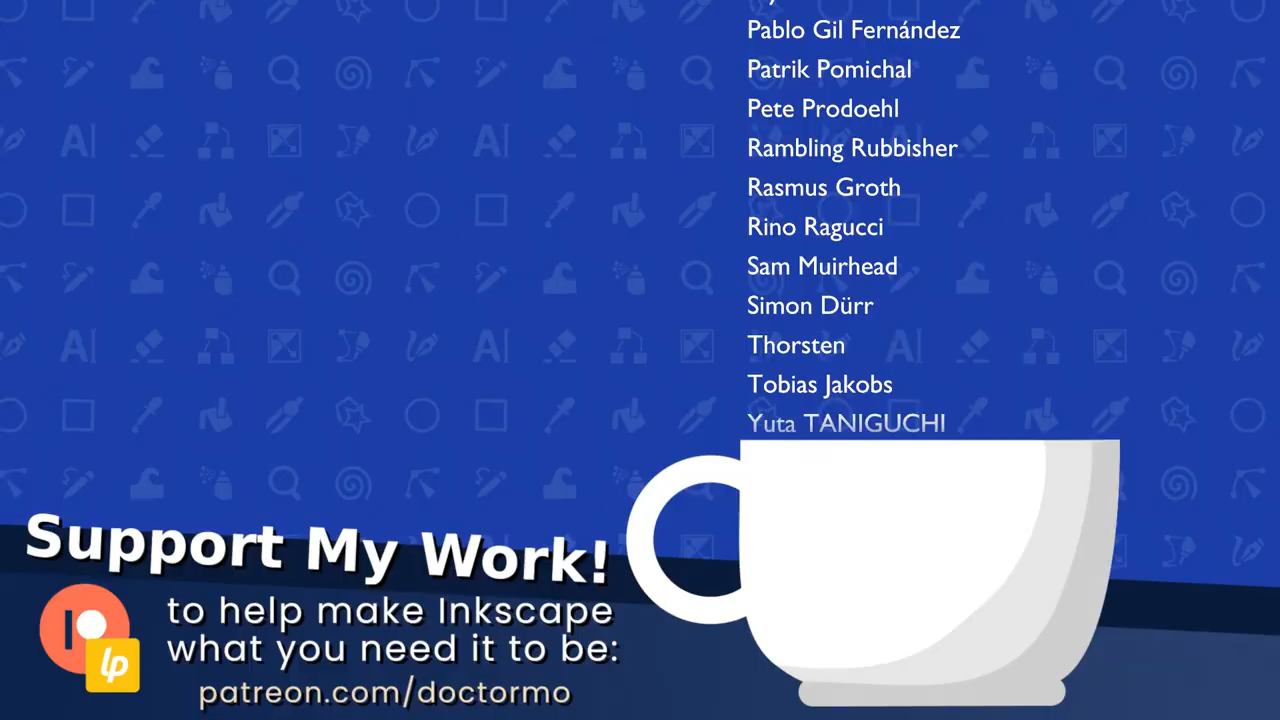 Pablo Gil Fernández
Patrik Pomichal
Pete Prodoehl
Rambling Rubbisher
Rasmus Groth
Rino Ragucci
Sam Muirhead
Simon Dürr
Thorsten
Tobias Jakobs
Yuta TANIGUCHI
Support My Work!
to help make Inkscape
what you need it to be:
lp
patreon.com/doctormo